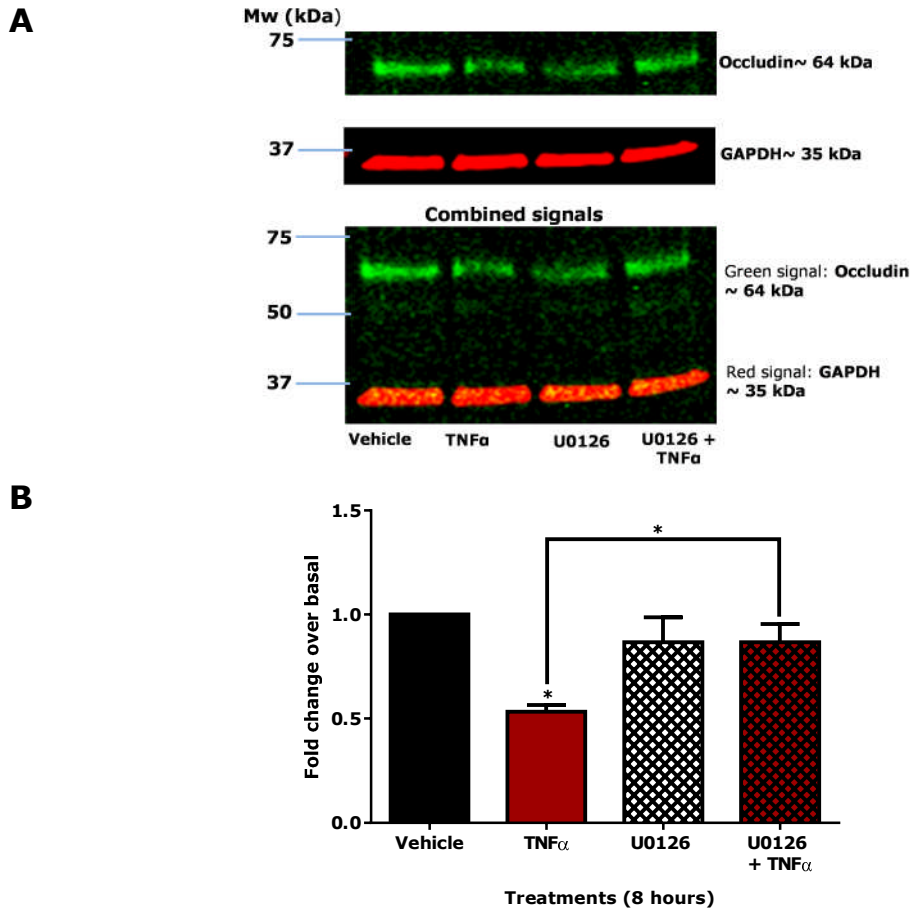 A
Mw (kDa)
75
Occludin~ 64 kDa
37
GAPDH~ 35 kDa
Combined signals
75
Green signal: Occludin
~ 64 kDa
50
37
Red signal: GAPDH
~ 35 kDa
Vehicle TNFα U0126 U0126 +
TNFα
B
1.5
1.0
0.5
0.0
Fold change over basal
*
*
Vehicle TNFα U0126 U0126
+ TNFα
Treatments (8 hours)